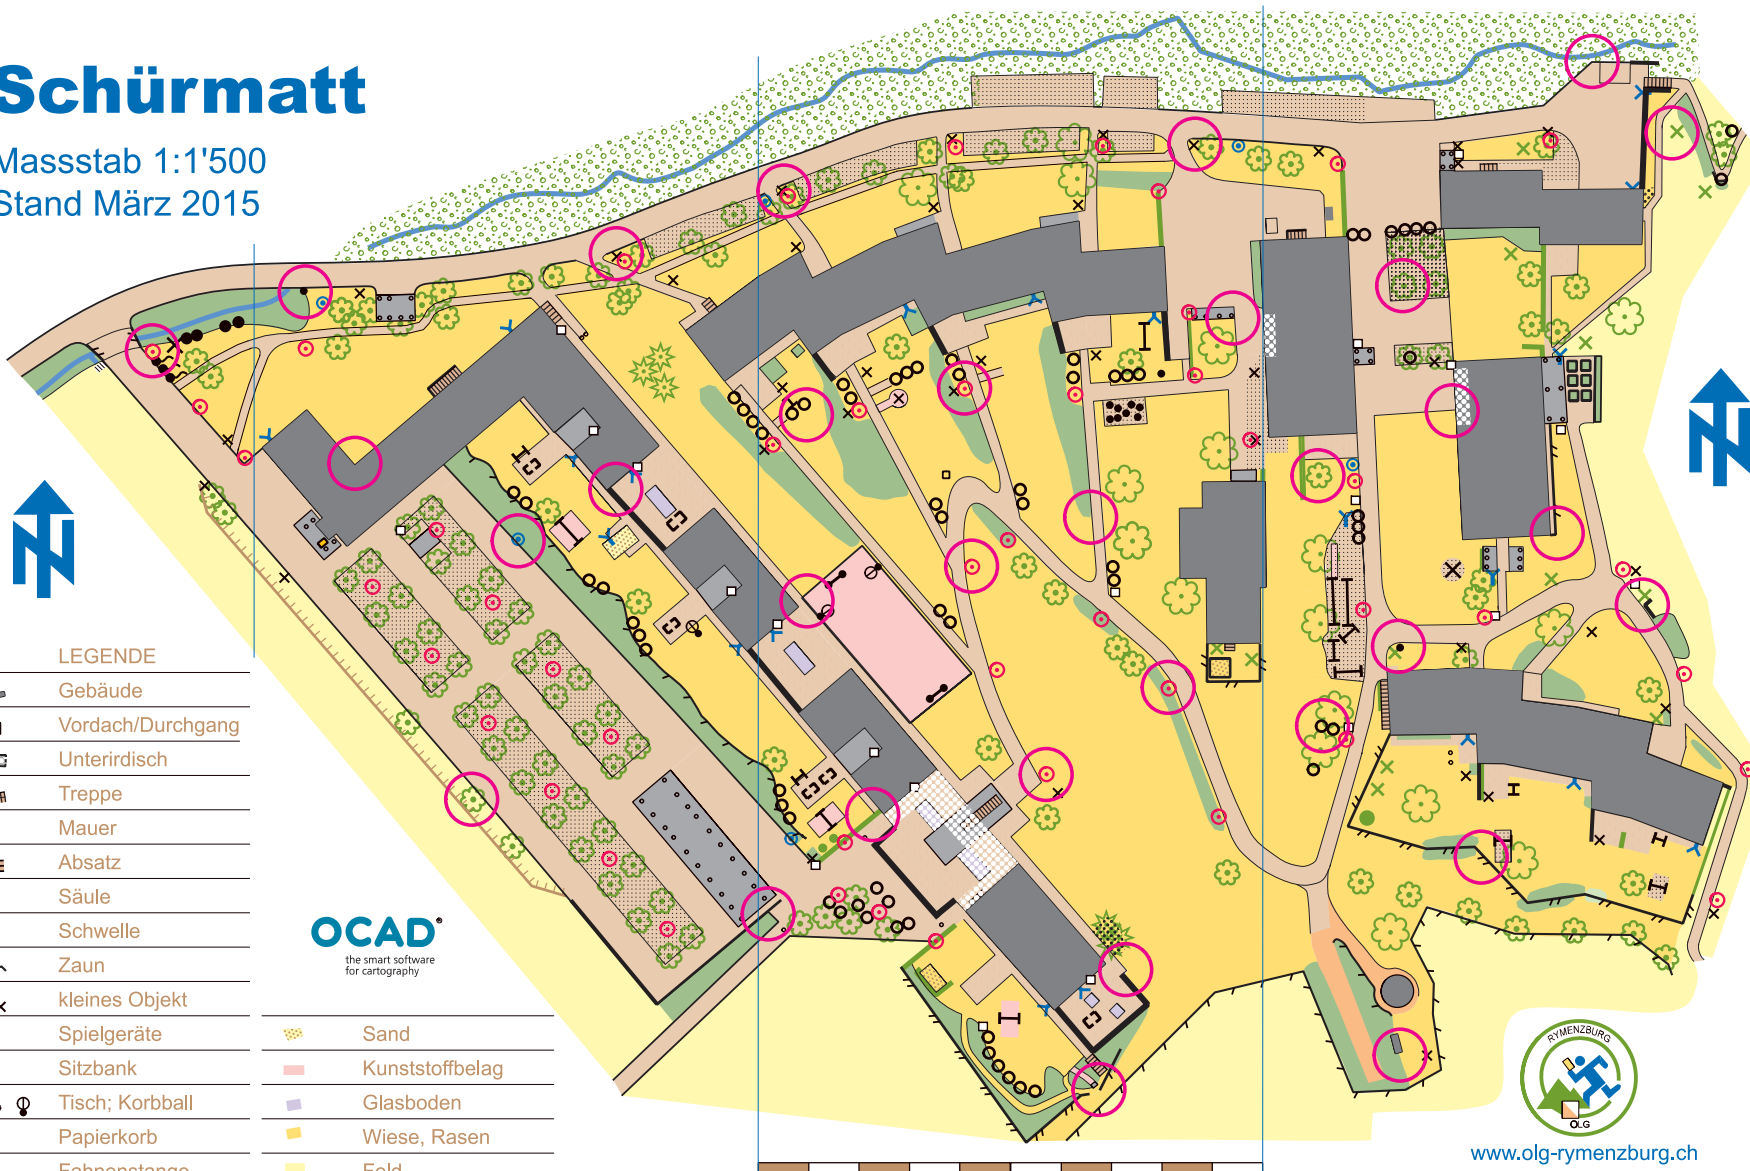 Schürmatt
Massstab 1:1'500
Stand März 2015
LEGENDE
Gebäude
Vordach/Durchgang
Unterirdisch
Treppe
Mauer
Absatz
Säule
Schwelle
Zaun
kleines Objekt
Spielgeräte
Sitzbank
Tisch; Korbball
Papierkorb
Fahnenstange
Sand
Kunststoffbelag
Glasboden
Wiese, Rasen
Feld
OCAD
the smart software
for cartography
RYMENZBURG
OLG
www.olg-rymenzburg.ch